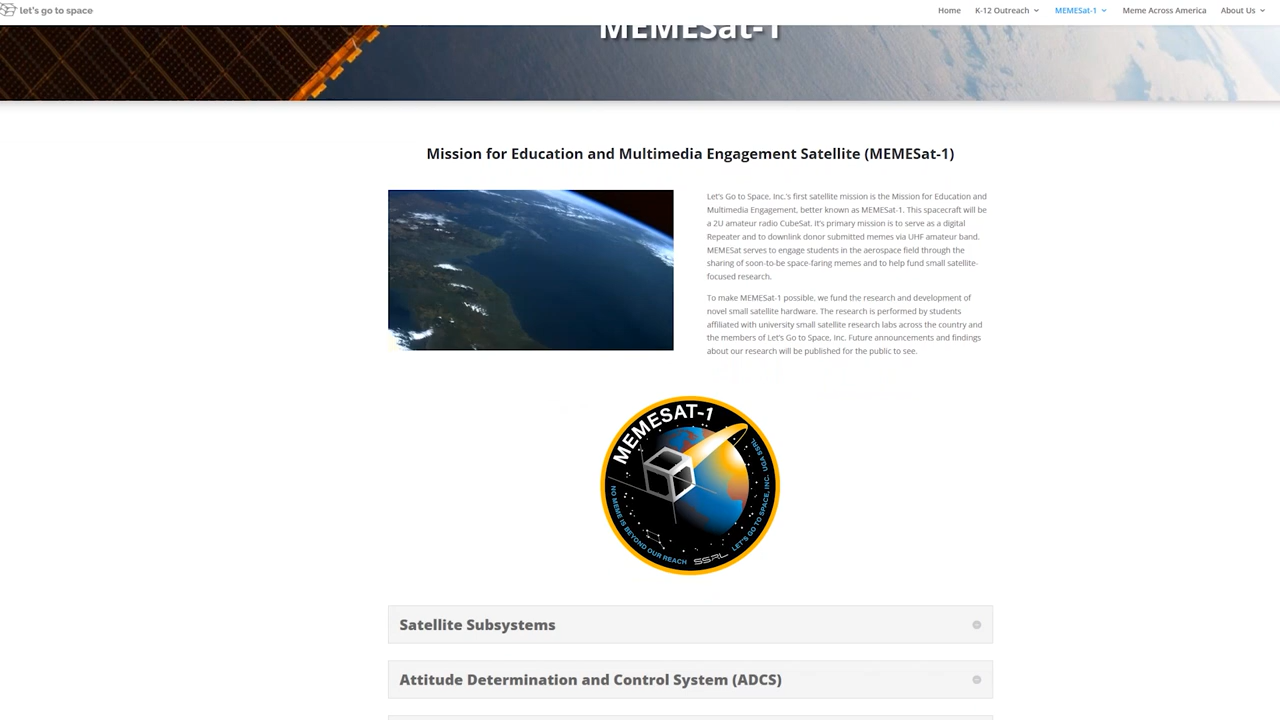 let's go to space
Home K-12 Outreach MEMESat-1 Meme Across America About Us
MEMESat-1
Mission for Education and Multimedia Engagement Satellite (MEMESat-1)
Let's Go to Space, Inc.'s first satellite mission is the Mission for Education and
Multimedia Engagement, better known as MEMESat-1. This spacecraft will be
a 2U amateur radio CubeSat. It's primary mission is to serve as a digital
Repeater and to downlink donor submitted memes via UHF amateur band.
MEMESat serves to engage students in the aerospace field through the
sharing of soon-to-be space-faring memes and to help fund small satellite-
focused research.
To make MEMESat-1 possible, we fund the research and development of
novel small satellite hardware. The research is performed by students
affiliated with university small satellite research labs across the country and
the members of Let's Go to Space, Inc. Future announcements and findings
about our research will be published for the public to see.
MEMESAT-1
NO MEME IS BEYOND OUR REACH
SSRL
LET'S GO TO SPACE, INC. UGA SSRL
Satellite Subsystems
Attitude Determination and Control System (ADCS)